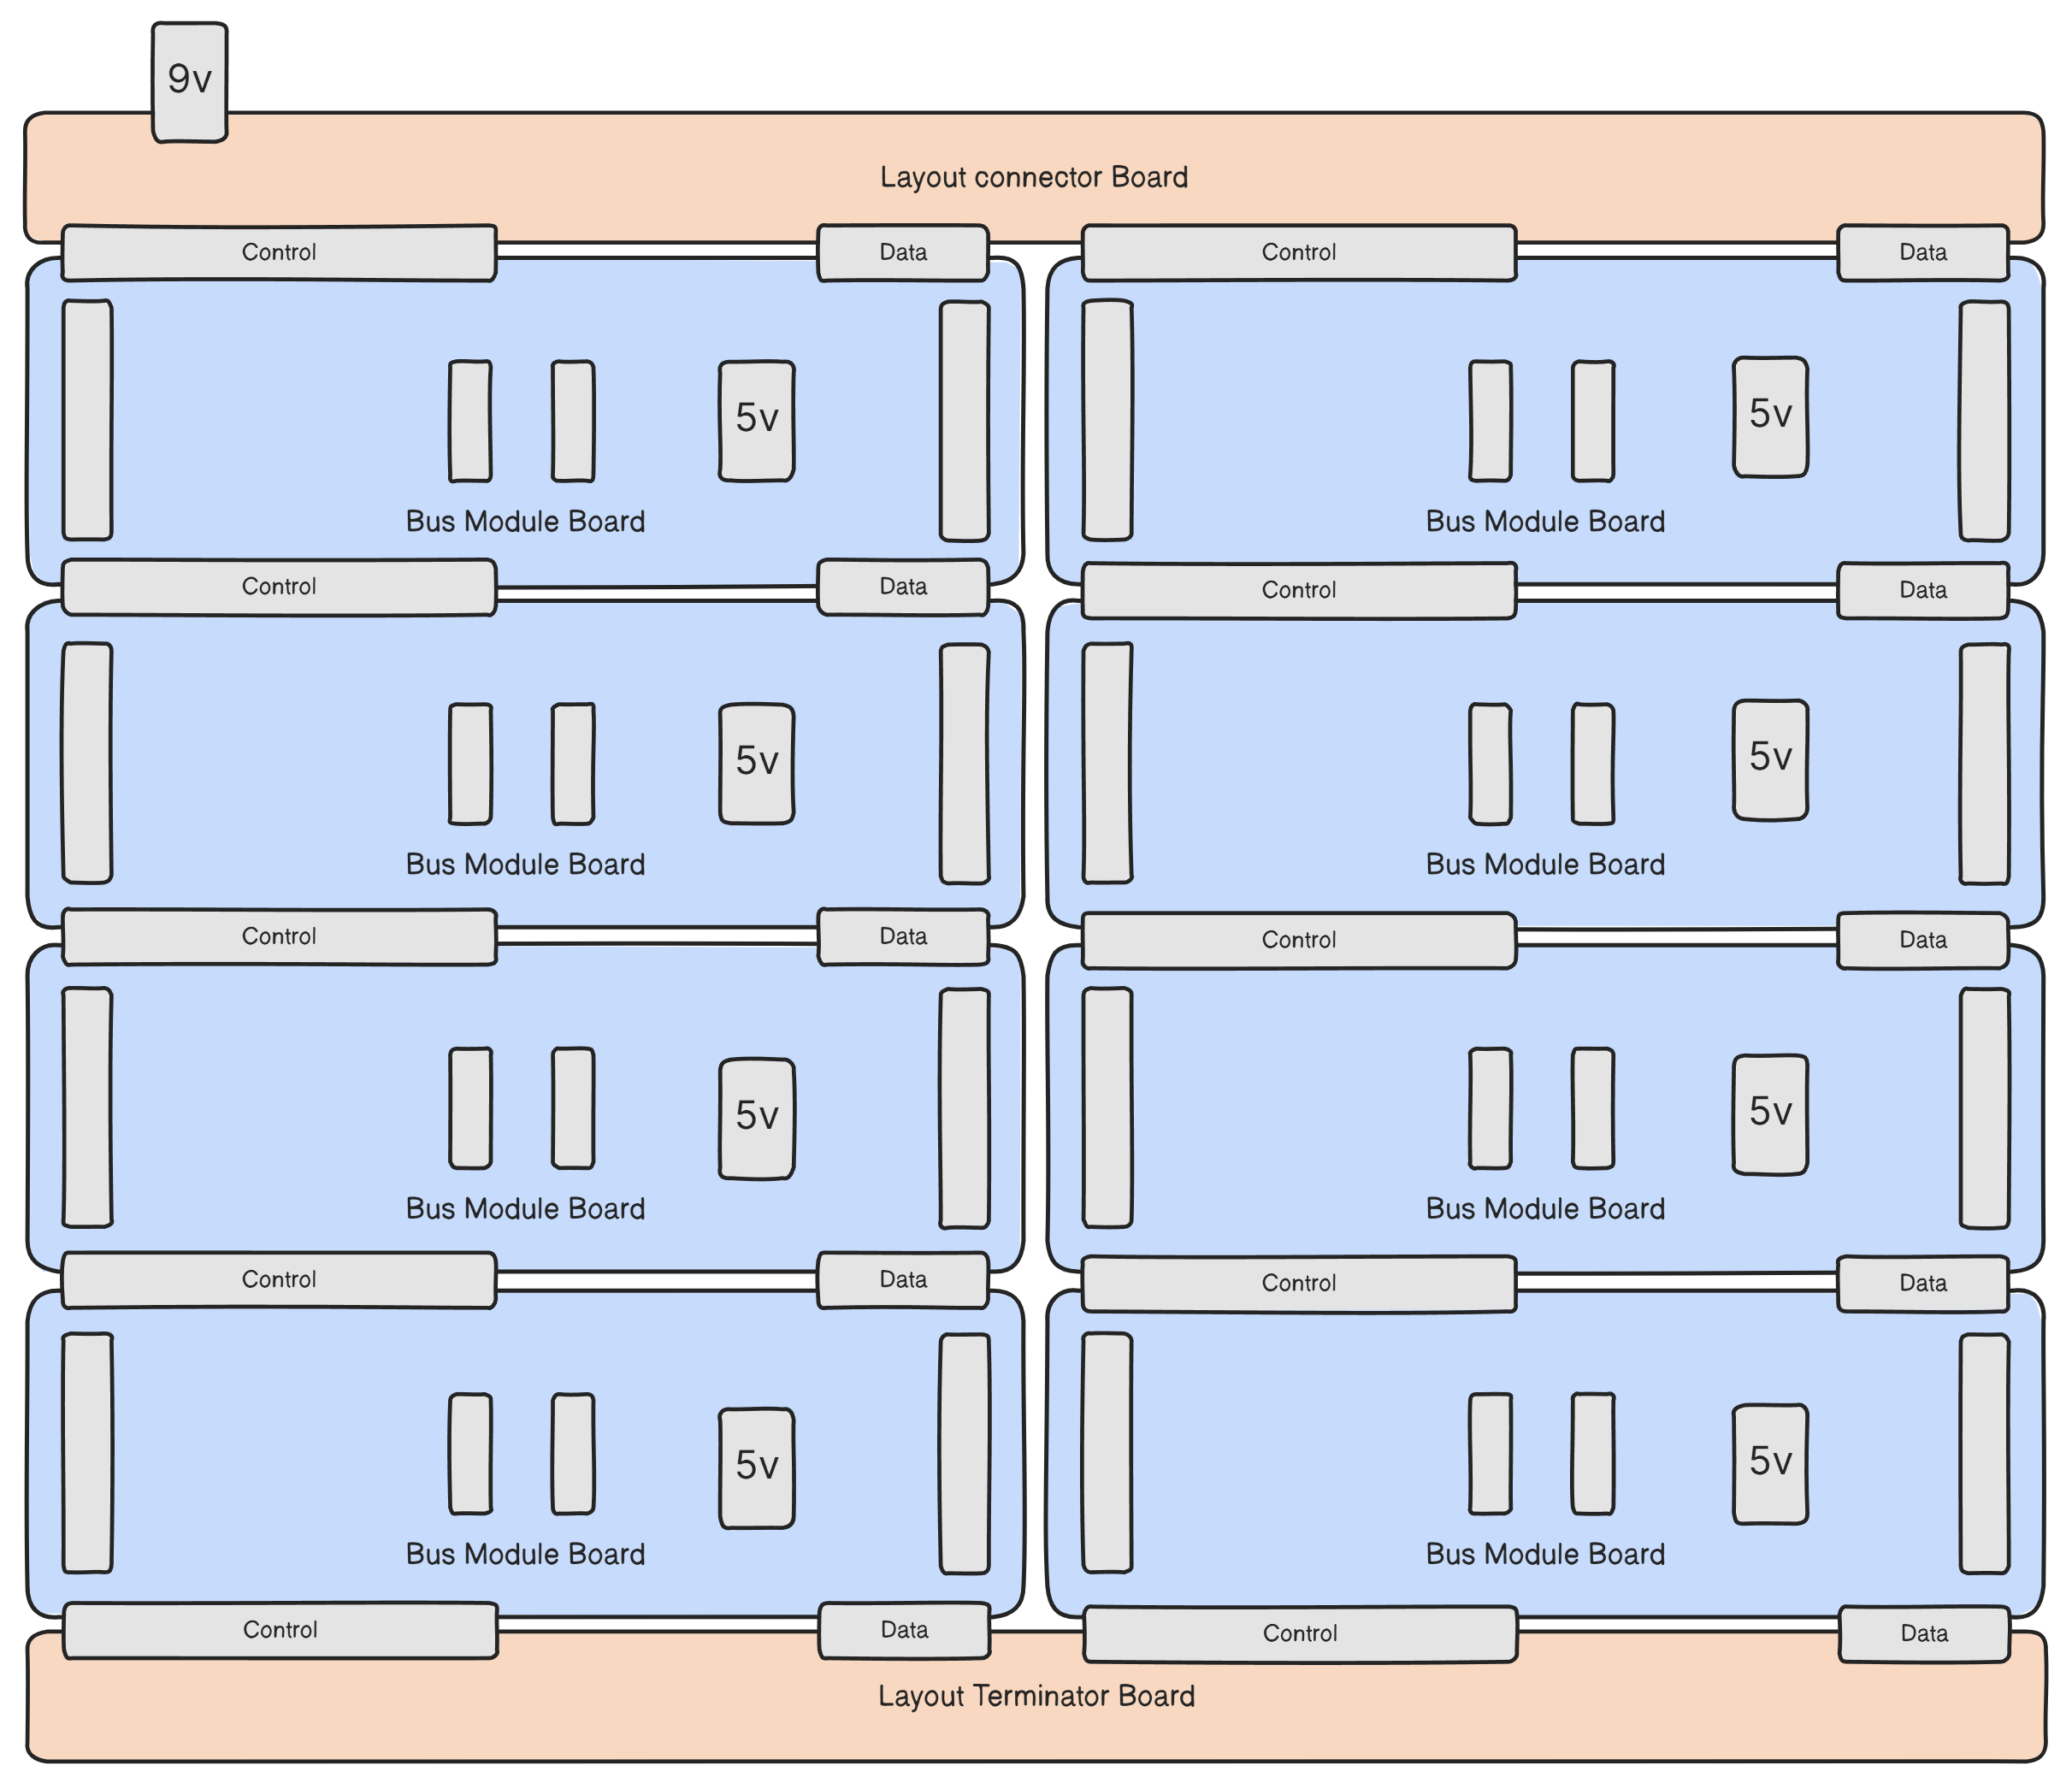 9v
Layout connector Board
Control
Data
Control
Data
5v
5v
Bus Module Board
Bus Module Board
Control
Data
Control
Data
5v
5v
Bus Module Board
Bus Module Board
Control
Data
Control
Data
5v
5v
Bus Module Board
Bus Module Board
Control
Data
Control
Data
5v
5v
Bus Module Board
Bus Module Board
Control
Data
Control
Data
Layout Terminator Board